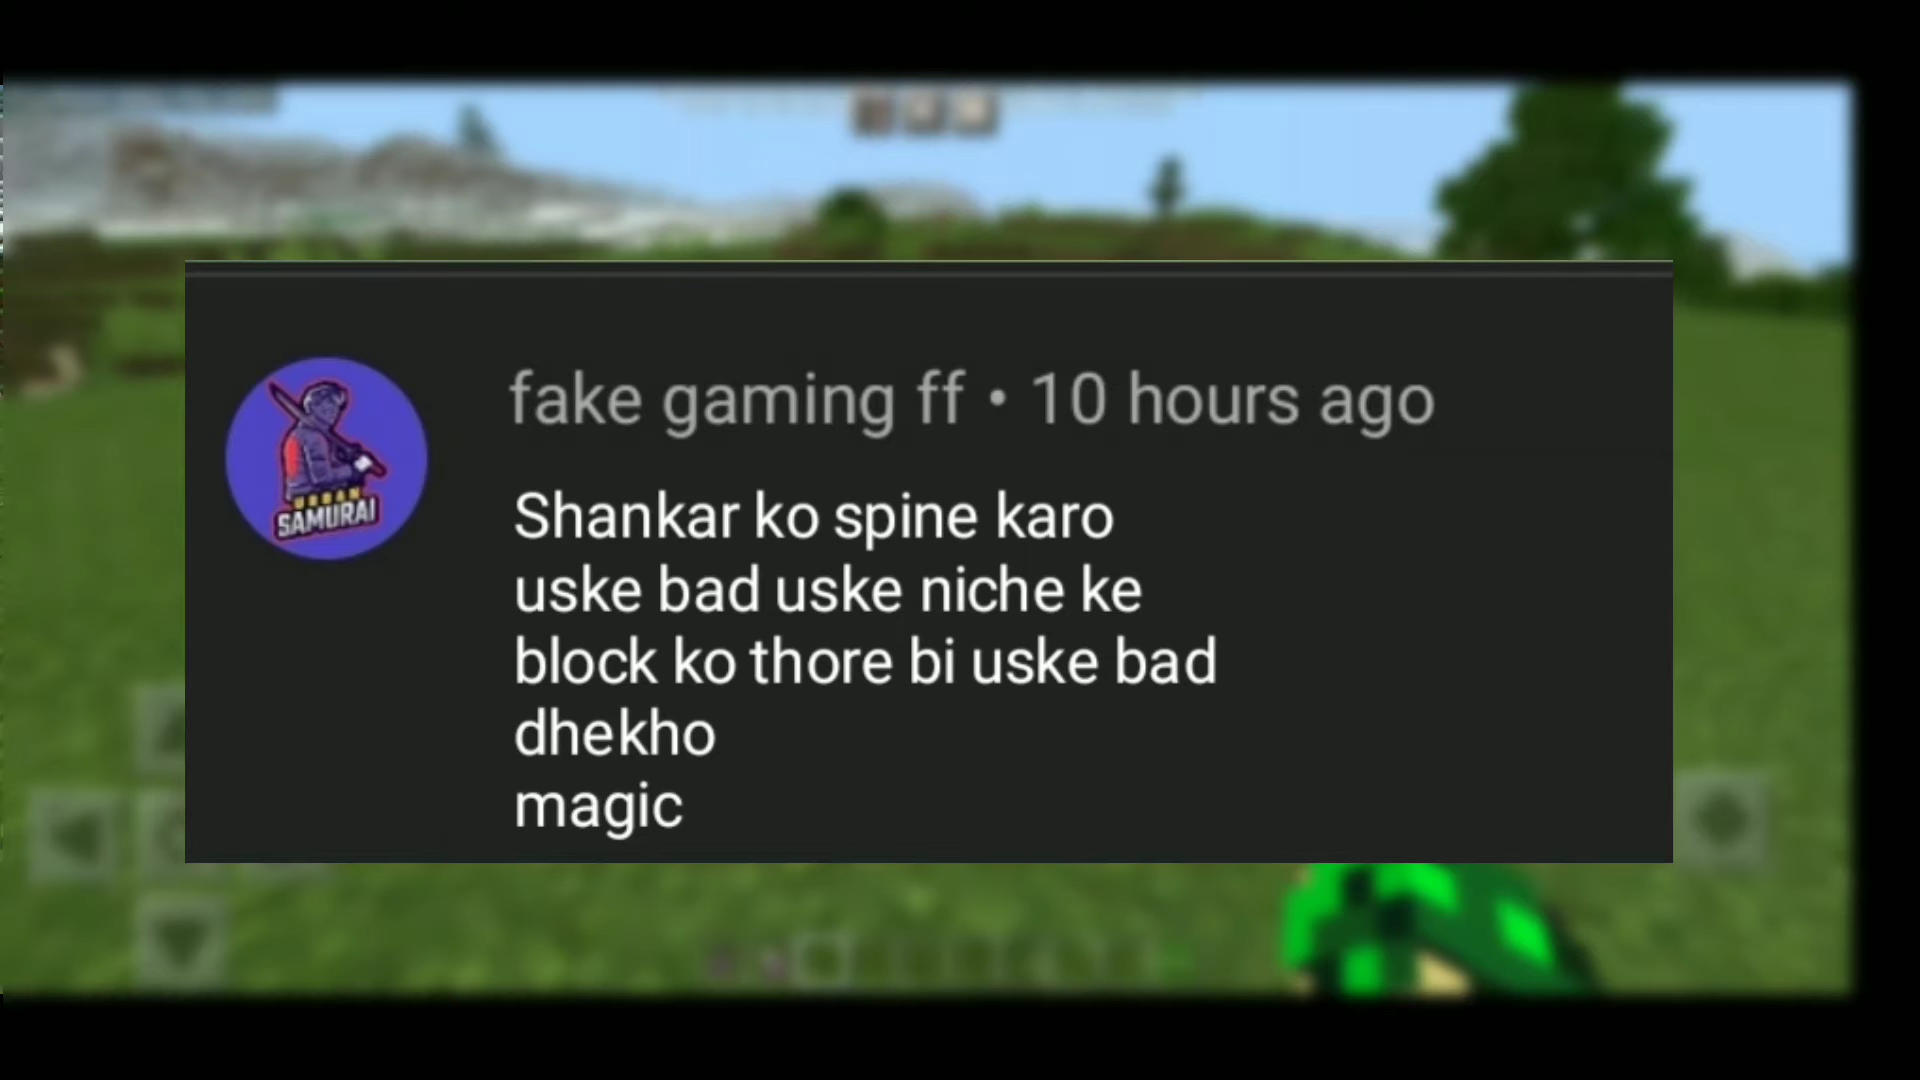 fake gaming ff • 10 hours ago
Shankar ko spine karo
uske bad uske niche ke
block ko thore bi uske bad
dhekho
magic
URBAN
SAMURAI